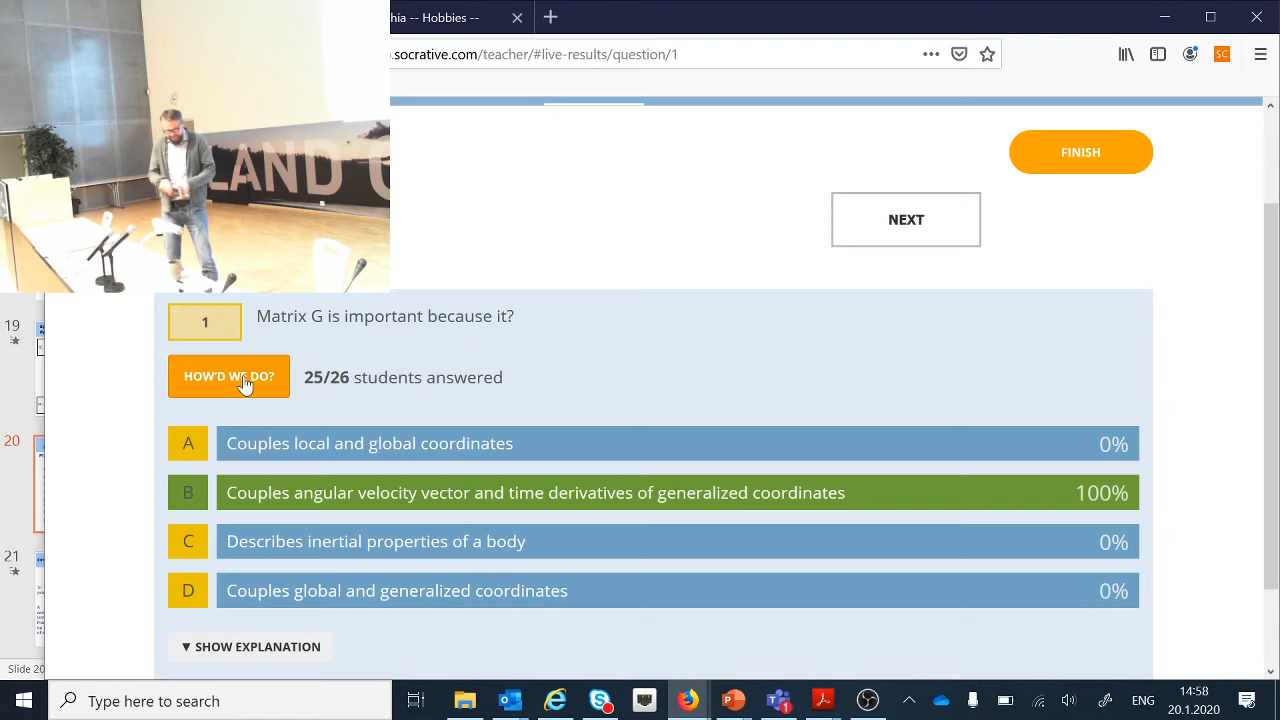 hia -- Hobbies
.socrative.com/teacher/#live-results/question/1
SC
FINISH
NEXT
LAND
1
Matrix G is important because it?
HOW'D WE DO?
25/26 students answered
A
Couples local and global coordinates
0%
B
Couples angular velocity vector and time derivatives of generalized coordinates
100%
C
Describes inertial properties of a body
0%
D
Couples global and generalized coordinates
0%
▼ SHOW EXPLANATION
19
20
21
Slide 20
Type here to search
1
ENG
14:58
20.1.2020